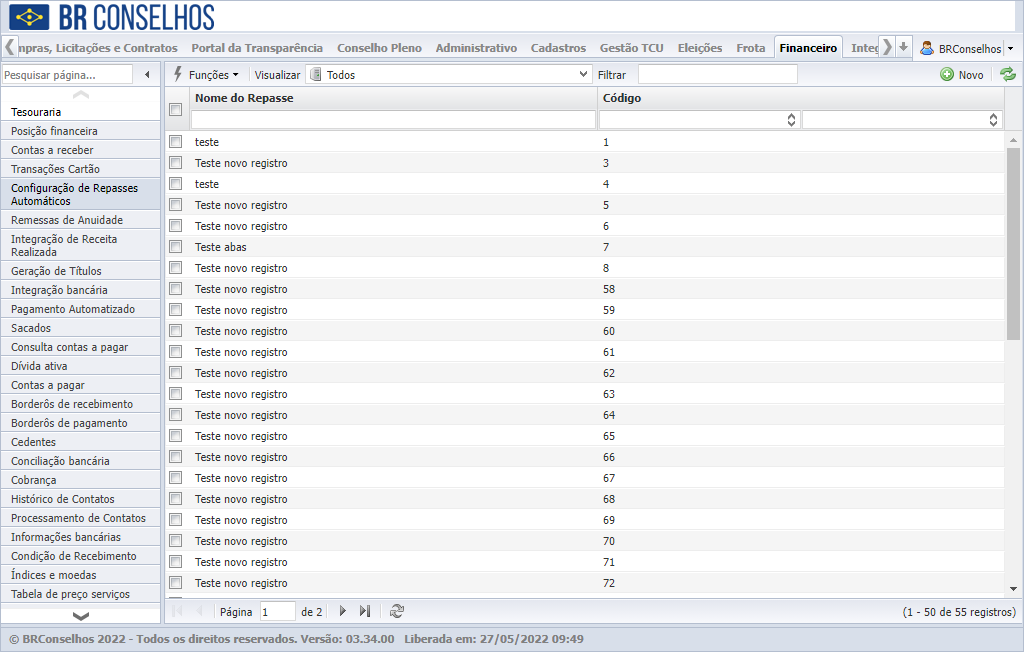 BR CONSELHOS
mpras, Licitações e Contratos Portal da Transparência Conselho Pleno Administrativo Cadastros Gestão TCU Eleições Frota Financeiro Integ BRConselhos
Pesquisar página... Funções Visualizar Todos Filtrar Novo
Tesouraria
Posição financeira
Contas a receber
Transações Cartão
Configuração de Repasses
Automáticos
Remessas de Anuidade
Integração de Receita
Realizada
Geração de Títulos
Integração bancária
Pagamento Automatizado
Sacados
Consulta contas a pagar
Dívida ativa
Contas a pagar
Borderôs de recebimento
Borderôs de pagamento
Cedentes
Conciliação bancária
Cobrança
Histórico de Contatos
Processamento de Contatos
Informações bancárias
Condição de Recebimento
Índices e moedas
Tabela de preço serviços
Nome do Repasse Código
teste 1
Teste novo registro 3
teste 4
Teste novo registro 5
Teste novo registro 6
Teste abas 7
Teste novo registro 8
Teste novo registro 58
Teste novo registro 59
Teste novo registro 60
Teste novo registro 61
Teste novo registro 62
Teste novo registro 63
Teste novo registro 64
Teste novo registro 65
Teste novo registro 66
Teste novo registro 67
Teste novo registro 68
Teste novo registro 69
Teste novo registro 70
Teste novo registro 71
Teste novo registro 72
Página 1 de 2 (1 - 50 de 55 registros)
© BRConselhos 2022 - Todos os direitos reservados. Versão: 03.34.00 Liberada em: 27/05/2022 09:49